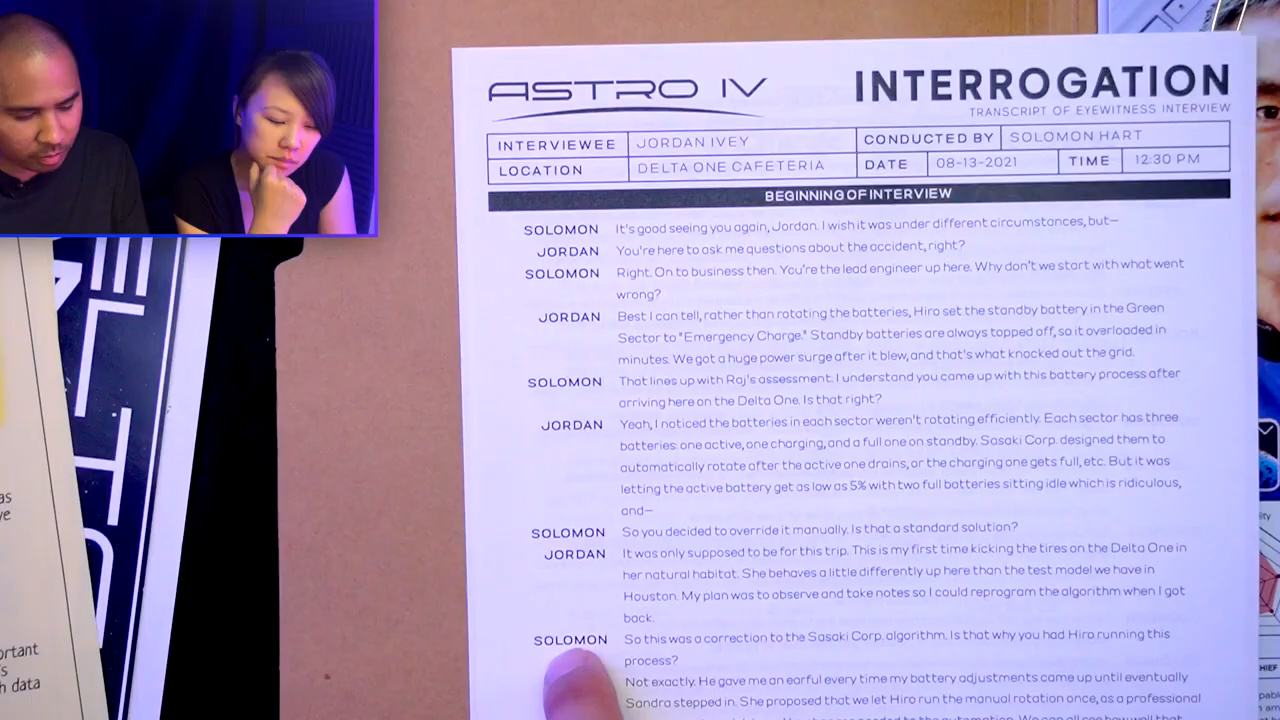 ASTRO IV
INTERROGATION
TRANSCRIPT OF EYEWITNESS INTERVIEW
INTERVIEWEE JORDAN IVEY CONDUCTED BY SOLOMON HART
LOCATION DELTA ONE CAFETERIA DATE 08-13-2021 TIME 12:30 PM
BEGINNING OF INTERVIEW
SOLOMON It's good seeing you again, Jordan. I wish it was under different circumstances, but—
JORDAN You're here to ask me questions about the accident, right?
SOLOMON Right. On to business then. You're the lead engineer up here. Why don't we start with what went
wrong?
JORDAN Best I can tell, rather than rotating the batteries, Hiro set the standby battery in the Green
Sector to "Emergency Charge." Standby batteries are always topped off, so it overloaded in
minutes. We got a huge power surge after it blew, and that's what knocked out the grid.
SOLOMON That lines up with Raj's assessment. I understand you came up with this battery process after
arriving here on the Delta One. Is that right?
JORDAN Yeah, I noticed the batteries in each sector weren't rotating efficiently. Each sector has three
batteries: one active, one charging, and a full one on standby. Sasaki Corp. designed them to
automatically rotate after the active one drains, or the charging one gets full, etc. But it was
letting the active battery get as low as 5% with two full batteries sitting idle which is ridiculous,
and—
SOLOMON So you decided to override it manually. Is that a standard solution?
JORDAN It was only supposed to be for this trip. This is my first time kicking the tires on the Delta One in
her natural habitat. She behaves a little differently up here than the test model we have in
Houston. My plan was to observe and take notes so I could reprogram the algorithm when I got
back.
SOLOMON So this was a correction to the Sasaki Corp. algorithm. Is that why you had Hiro running this
process?
Not exactly. He gave me an earful every time my battery adjustments came up until eventually
Sandra stepped in. She proposed that we let Hiro run the manual rotation once, as a professional
as
ortant
data